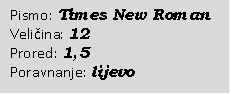 Pismo: Times New Roman
Veličina: 12
Prored: 1,5
Poravnanje: lijevo